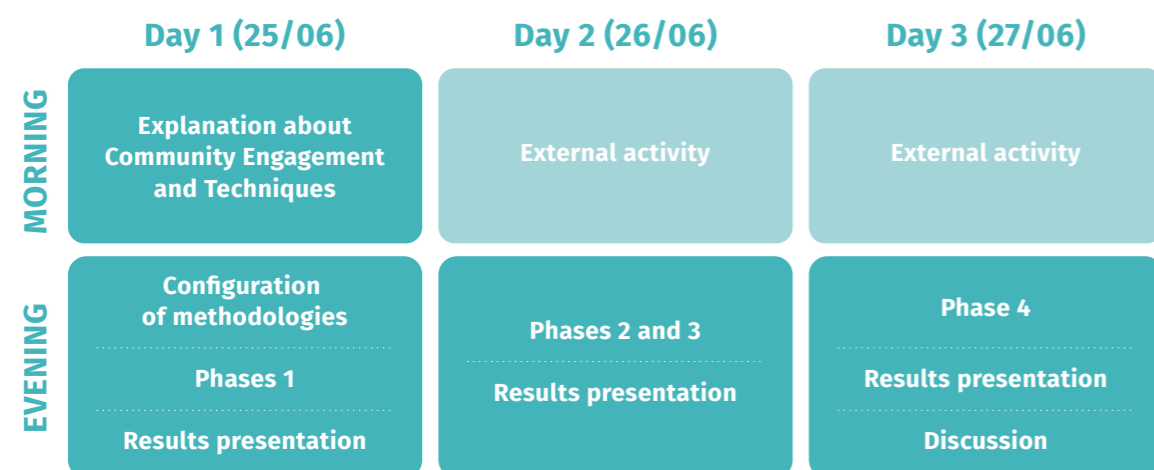 Day 1 (25/06)
Day 2 (26/06)
Day 3 (27/06)
MORNING
Explanation about
Community Engagement
and Techniques
External activity
External activity
EVENING
Configuration
of methodologies
Phases 1
Results presentation
Phases 2 and 3
Results presentation
Phase 4
Results presentation
Discussion